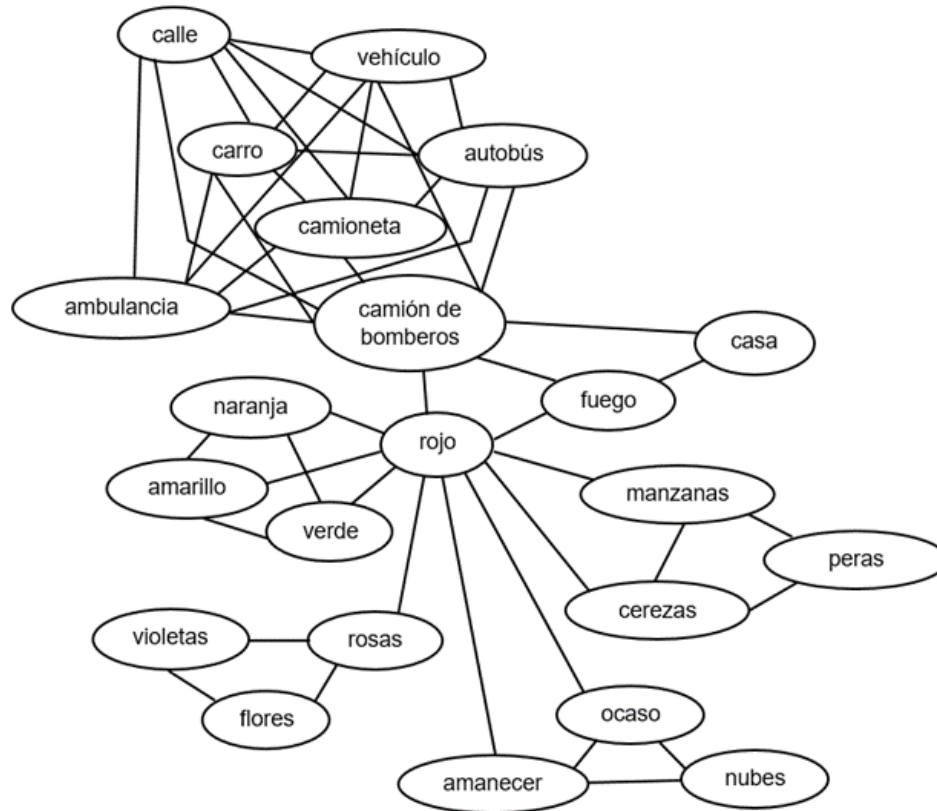 calle
vehículo
carro
autobús
camioneta
ambulancia
camión de
bomberos
casa
fuego
naranja
rojo
amarillo
manzanas
verde
peras
cerezas
violetas
rosas
flores
ocaso
amanecer
nubes